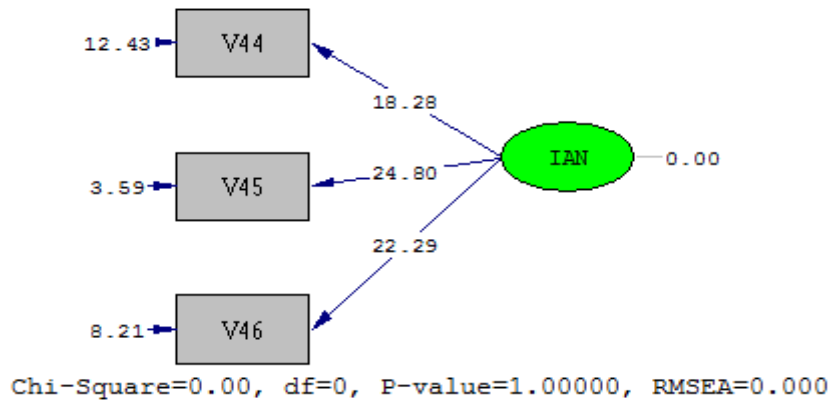 12.43 V44
18.28
IAN 0.00
3.59 V45 24.80
22.29
8.21 V46
Chi-Square=0.00, df=0, P-value=1.00000, RMSEA=0.000